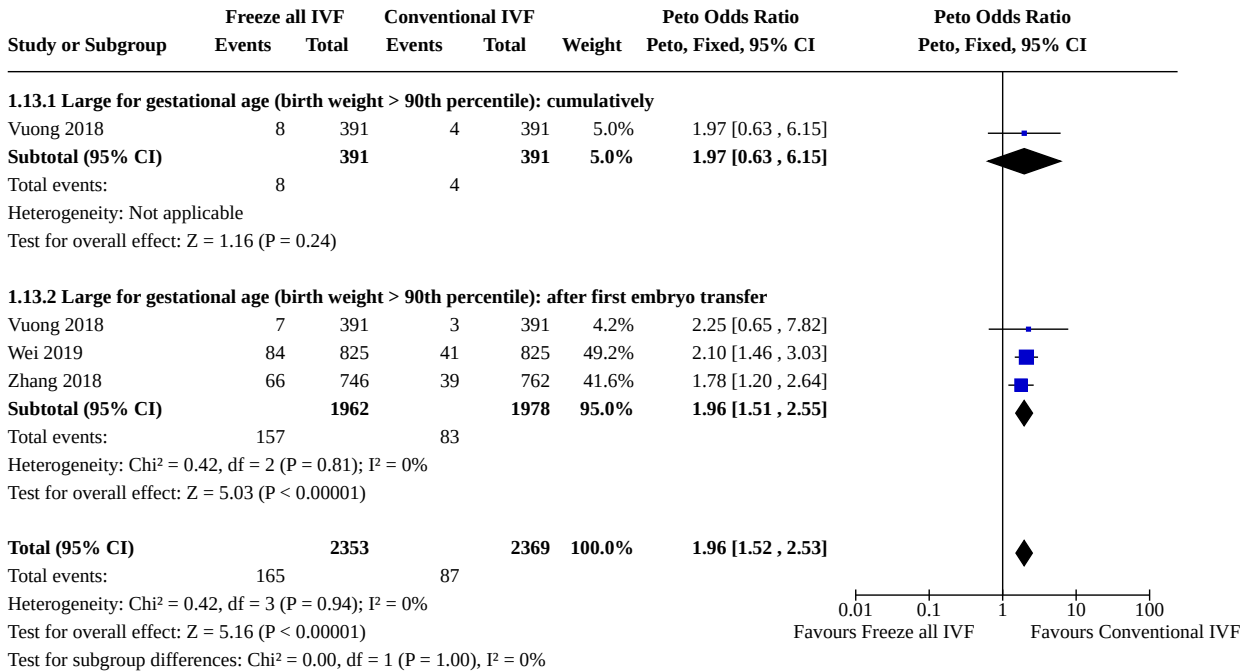 Freeze all IVF Conventional IVF Peto Odds Ratio Peto Odds Ratio
Study or Subgroup Events Total Events Total Weight Peto, Fixed, 95% CI Peto, Fixed, 95% CI
1.13.1 Large for gestational age (birth weight > 90th percentile): cumulatively
Vuong 2018 8 391 4 391 5.0% 1.97 [0.63 , 6.15]
Subtotal (95% CI) 391 391 5.0% 1.97 [0.63 , 6.15]
Total events: 8 4
Heterogeneity: Not applicable
Test for overall effect: Z = 1.16 (P = 0.24)
1.13.2 Large for gestational age (birth weight > 90th percentile): after first embryo transfer
Vuong 2018 7 391 3 391 4.2% 2.25 [0.65 , 7.82]
Wei 2019 84 825 41 825 49.2% 2.10 [1.46 , 3.03]
Zhang 2018 66 746 39 762 41.6% 1.78 [1.20 , 2.64]
Subtotal (95% CI) 1962 1978 95.0% 1.96 [1.51 , 2.55]
Total events: 157 83
Heterogeneity: Chi² = 0.42, df = 2 (P = 0.81); I² = 0%
Test for overall effect: Z = 5.03 (P < 0.00001)
Total (95% CI) 2353 2369 100.0% 1.96 [1.52 , 2.53]
Total events: 165 87
Heterogeneity: Chi² = 0.42, df = 3 (P = 0.94); I² = 0%
0.01 0.1 1 10 100
Test for overall effect: Z = 5.16 (P < 0.00001) Favours Freeze all IVF Favours Conventional IVF
Test for subgroup differences: Chi² = 0.00, df = 1 (P = 1.00), I² = 0%